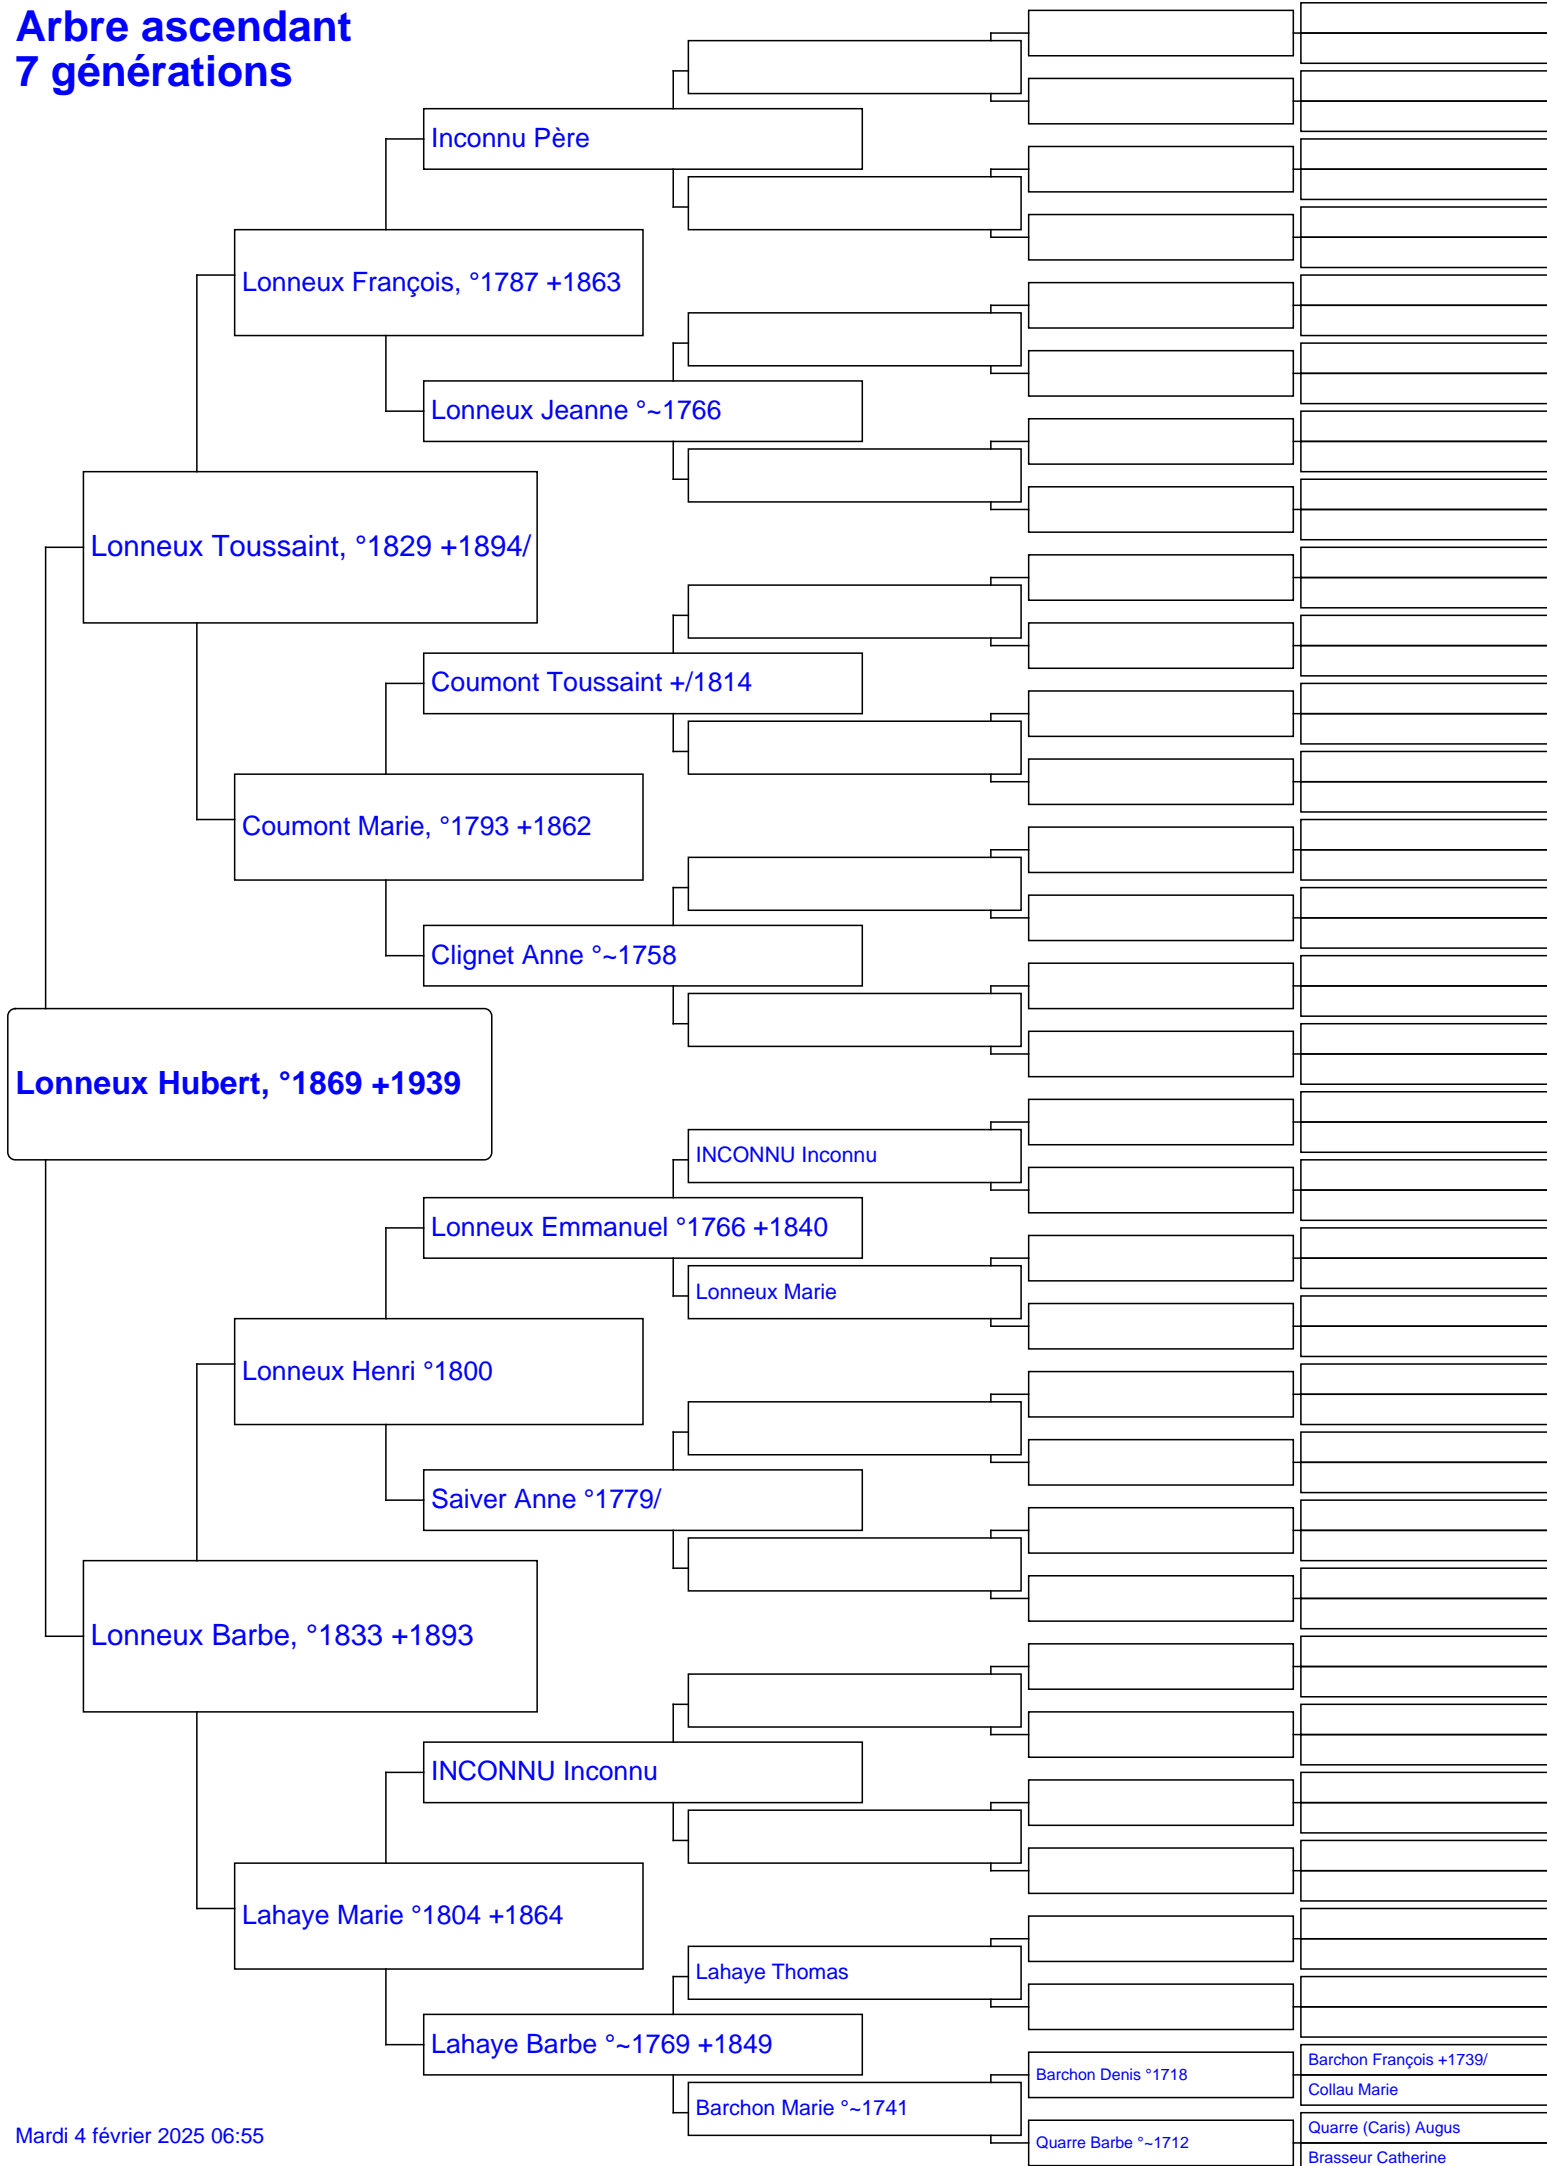 Arbre ascendant
7 générations
Inconnu Père
Lonneux François, °1787 +1863
Lonneux Jeanne °~1766
Lonneux Toussaint, °1829 +1894/
Coumont Toussaint +/1814
Coumont Marie, °1793 +1862
Clignet Anne °~1758
Lonneux Hubert, °1869 +1939
INCONNU Inconnu
Lonneux Emmanuel °1766 +1840
Lonneux Marie
Lonneux Henri °1800
Saiver Anne °1779/
Lonneux Barbe, °1833 +1893
INCONNU Inconnu
Lahaye Marie °1804 +1864
Lahaye Thomas
Lahaye Barbe °~1769 +1849
Barchon François +1739/
Barchon Denis °1718
Collau Marie
Barchon Marie °~1741
Quarre (Caris) Augus
Quarre Barbe °~1712
Brasseur Catherine
Mardi 4 février 2025 06:55